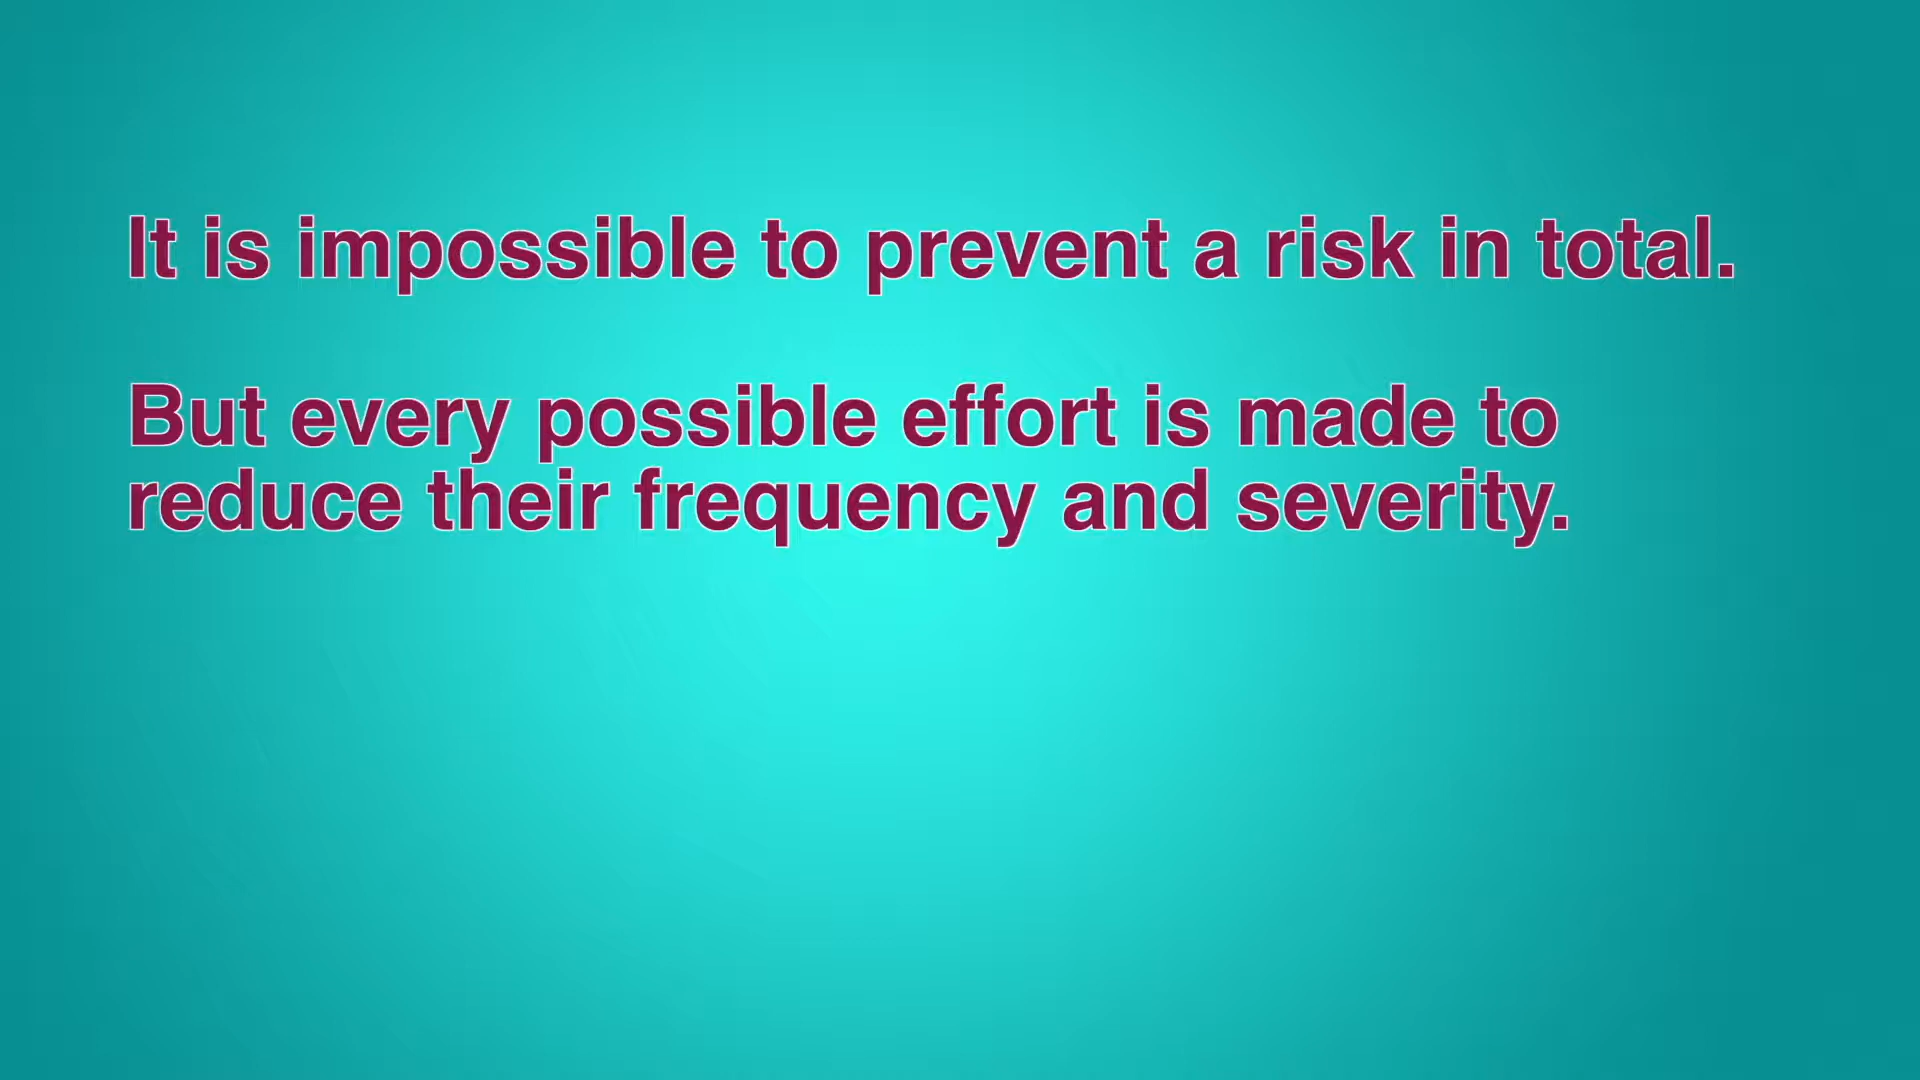 It is impossible to prevent a risk in total.
But every possible effort is made to
reduce their frequency and severity.